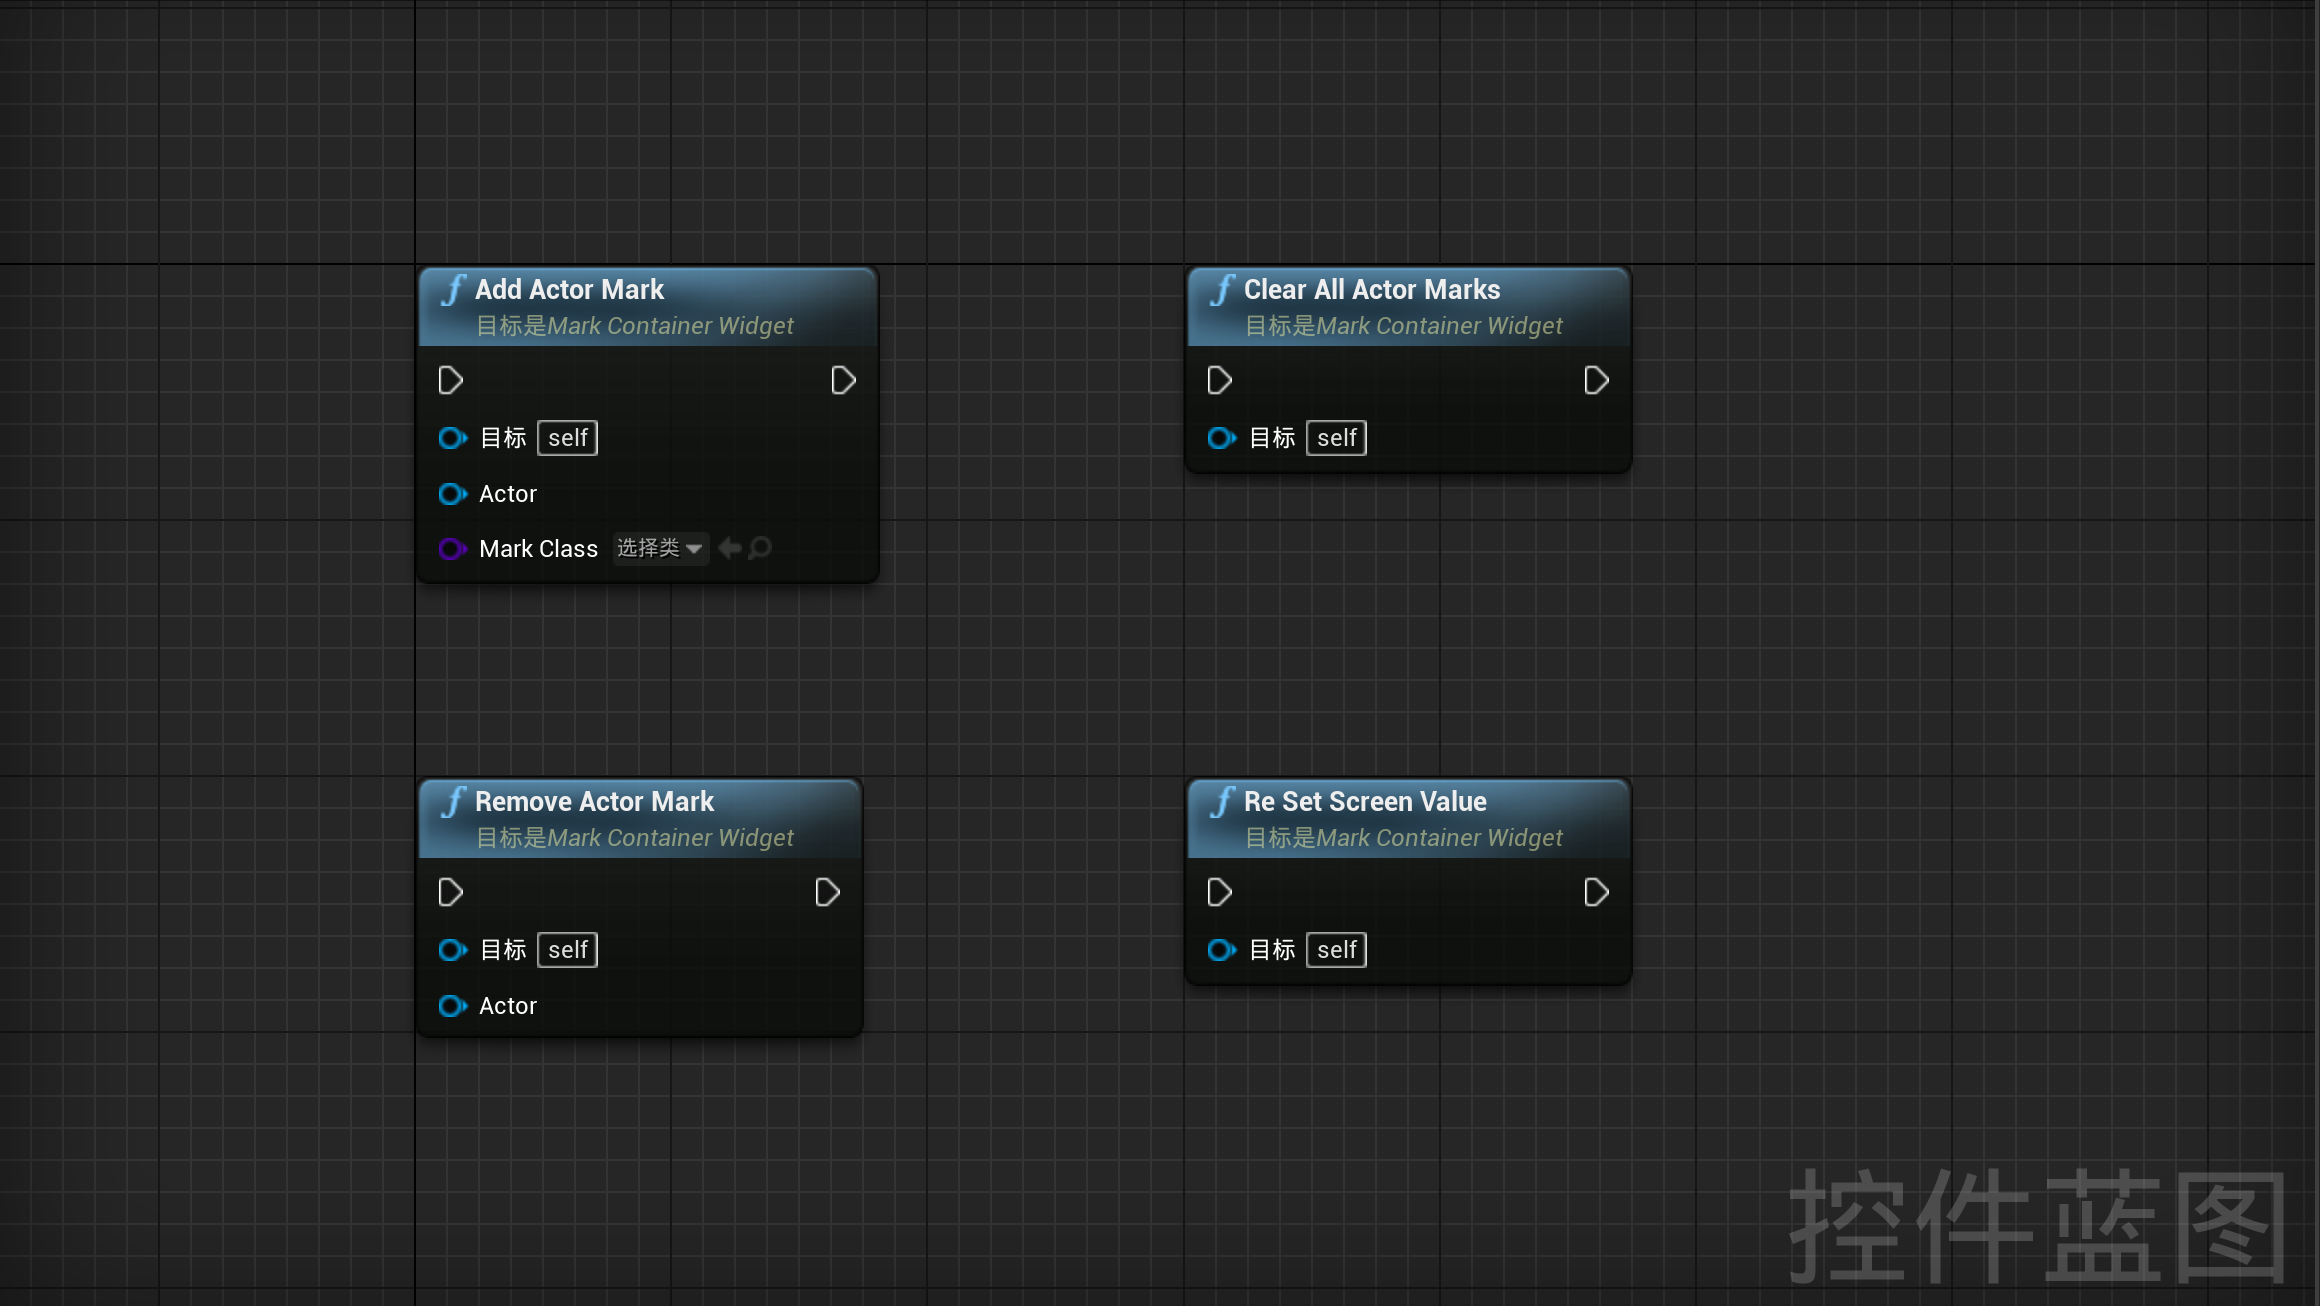 Add Actor Mark
目标是Mark Container Widget
目标 self
Actor
Mark Class 选择类
Clear All Actor Marks
目标是Mark Container Widget
目标 self
Remove Actor Mark
目标是Mark Container Widget
目标 self
Actor
Re Set Screen Value
目标是Mark Container Widget
目标 self
控件蓝图